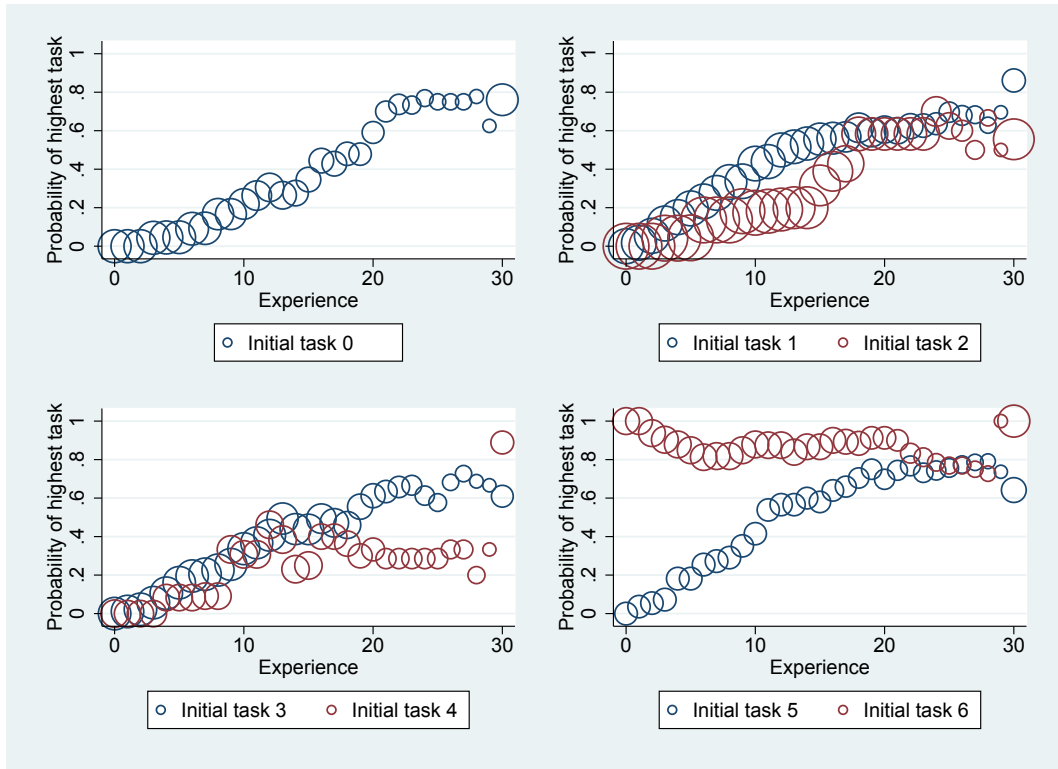 Probability of highest task
1
.8
.6
.4
.2
0
0 10 20 30
Experience
Initial task 0
Probability of highest task
1
.8
.6
.4
.2
0
0 10 20 30
Experience
Initial task 1 Initial task 2
Probability of highest task
1
.8
.6
.4
.2
0
0 10 20 30
Experience
Initial task 3 Initial task 4
Probability of highest task
1
.8
.6
.4
.2
0
0 10 20 30
Experience
Initial task 5 Initial task 6